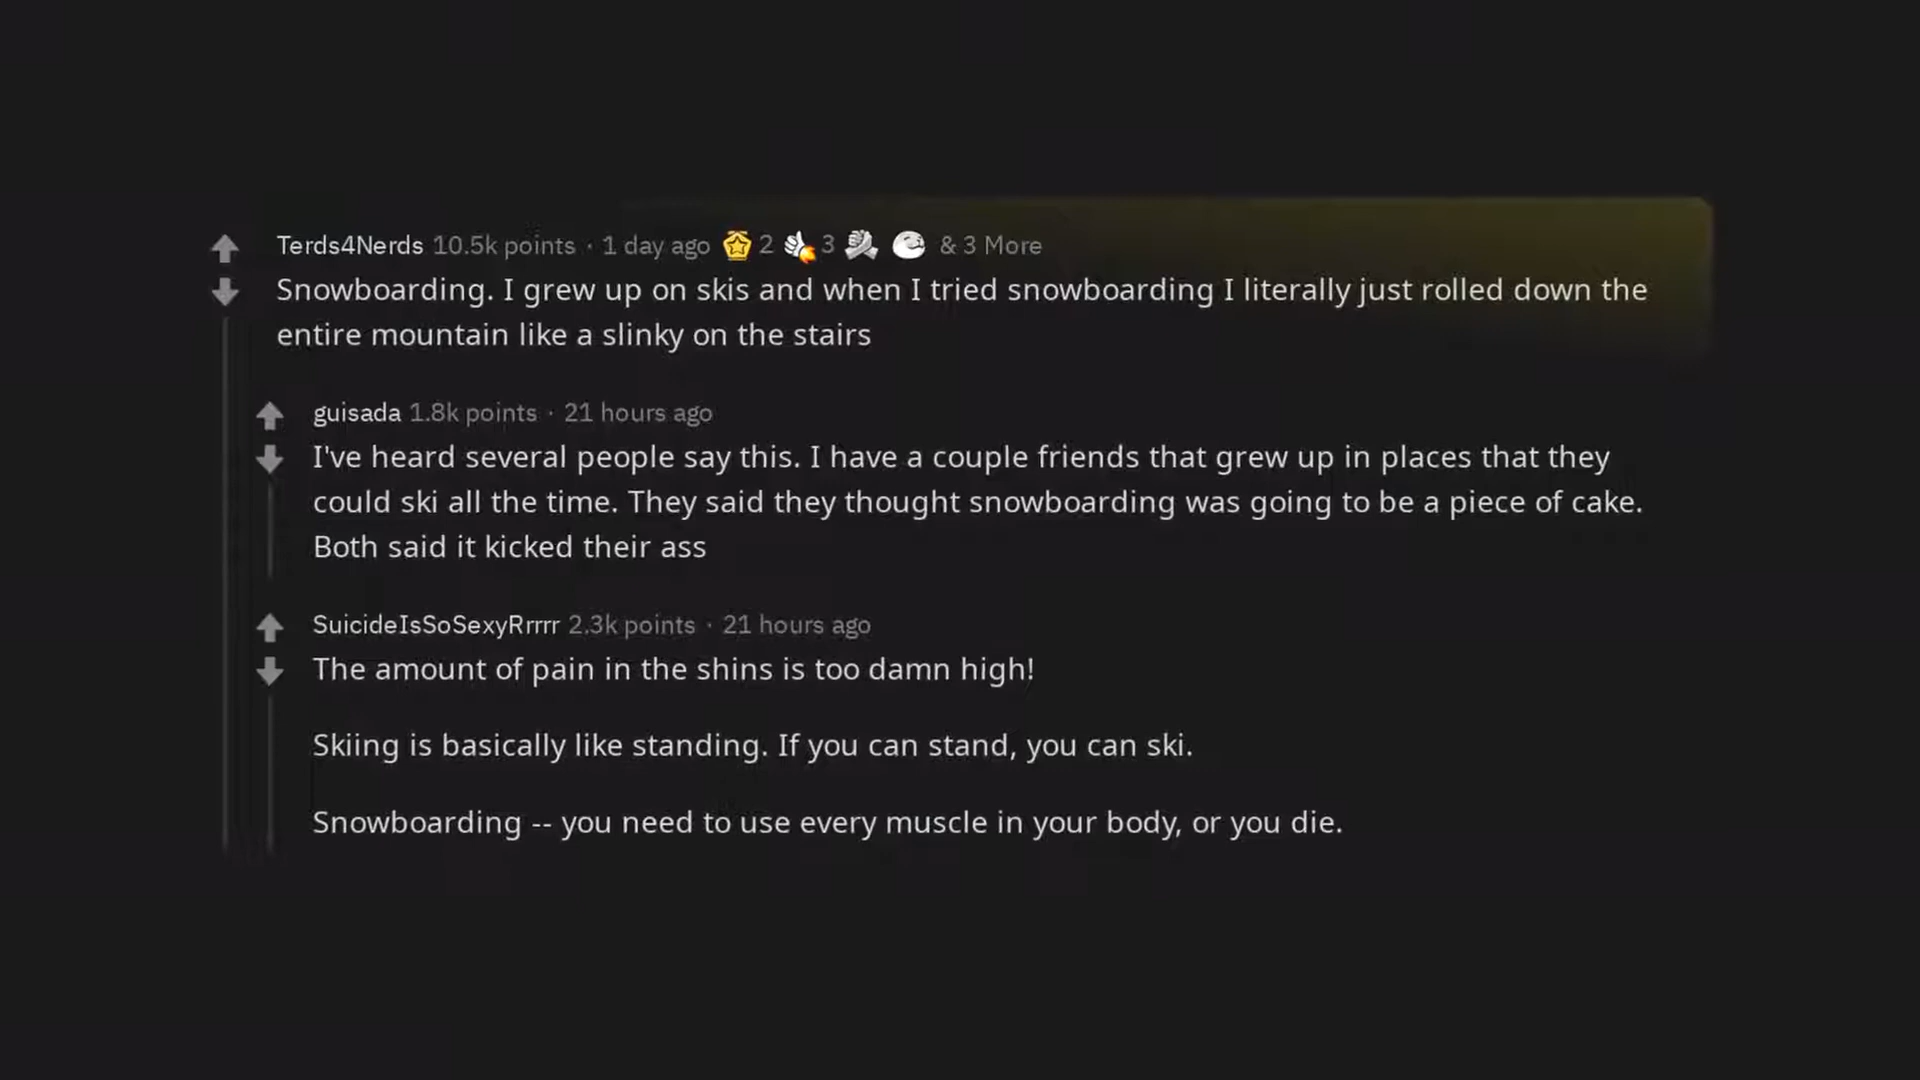 Terds4Nerds 10.5k points · 1 day ago 2 3 & 3 More
Snowboarding. I grew up on skis and when I tried snowboarding I literally just rolled down the
entire mountain like a slinky on the stairs
guisada 1.8k points · 21 hours ago
I've heard several people say this. I have a couple friends that grew up in places that they
could ski all the time. They said they thought snowboarding was going to be a piece of cake.
Both said it kicked their ass
SuicideIsSoSexyRrrrr 2.3k points · 21 hours ago
The amount of pain in the shins is too damn high!
Skiing is basically like standing. If you can stand, you can ski.
Snowboarding -- you need to use every muscle in your body, or you die.